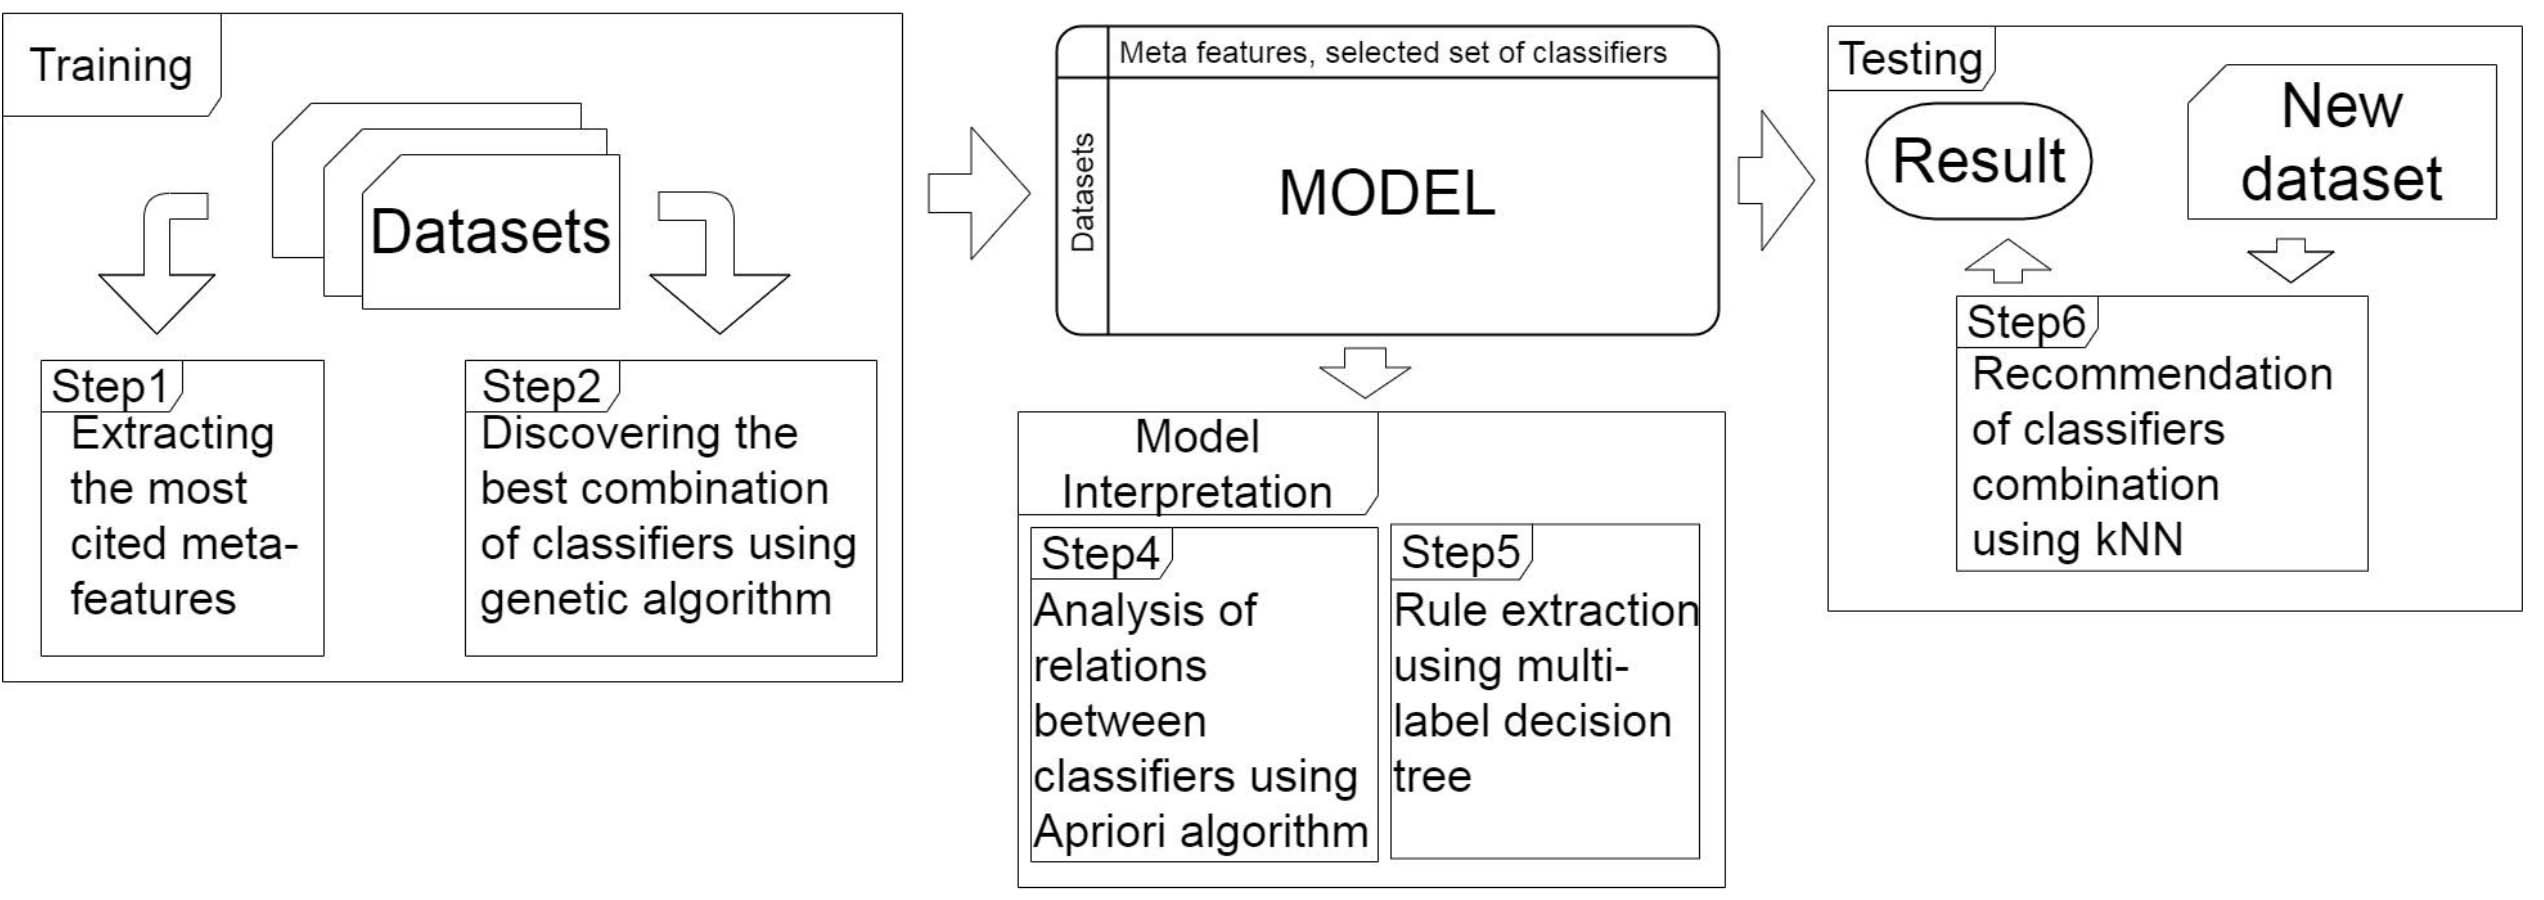 Training
Datasets
Step1
Extracting
the most
cited meta-
features
Step2
Discovering the
best combination
of classifiers using
genetic algorithm
Meta features, selected set of classifiers
Datasets
MODEL
Model
Interpretation
Step4
Analysis of
relations
between
classifiers using
Apriori algorithm
Step5
Rule extraction
using multi-
label decision
tree
Testing
Result
New
dataset
Step6
Recommendation
of classifiers
combination
using kNN